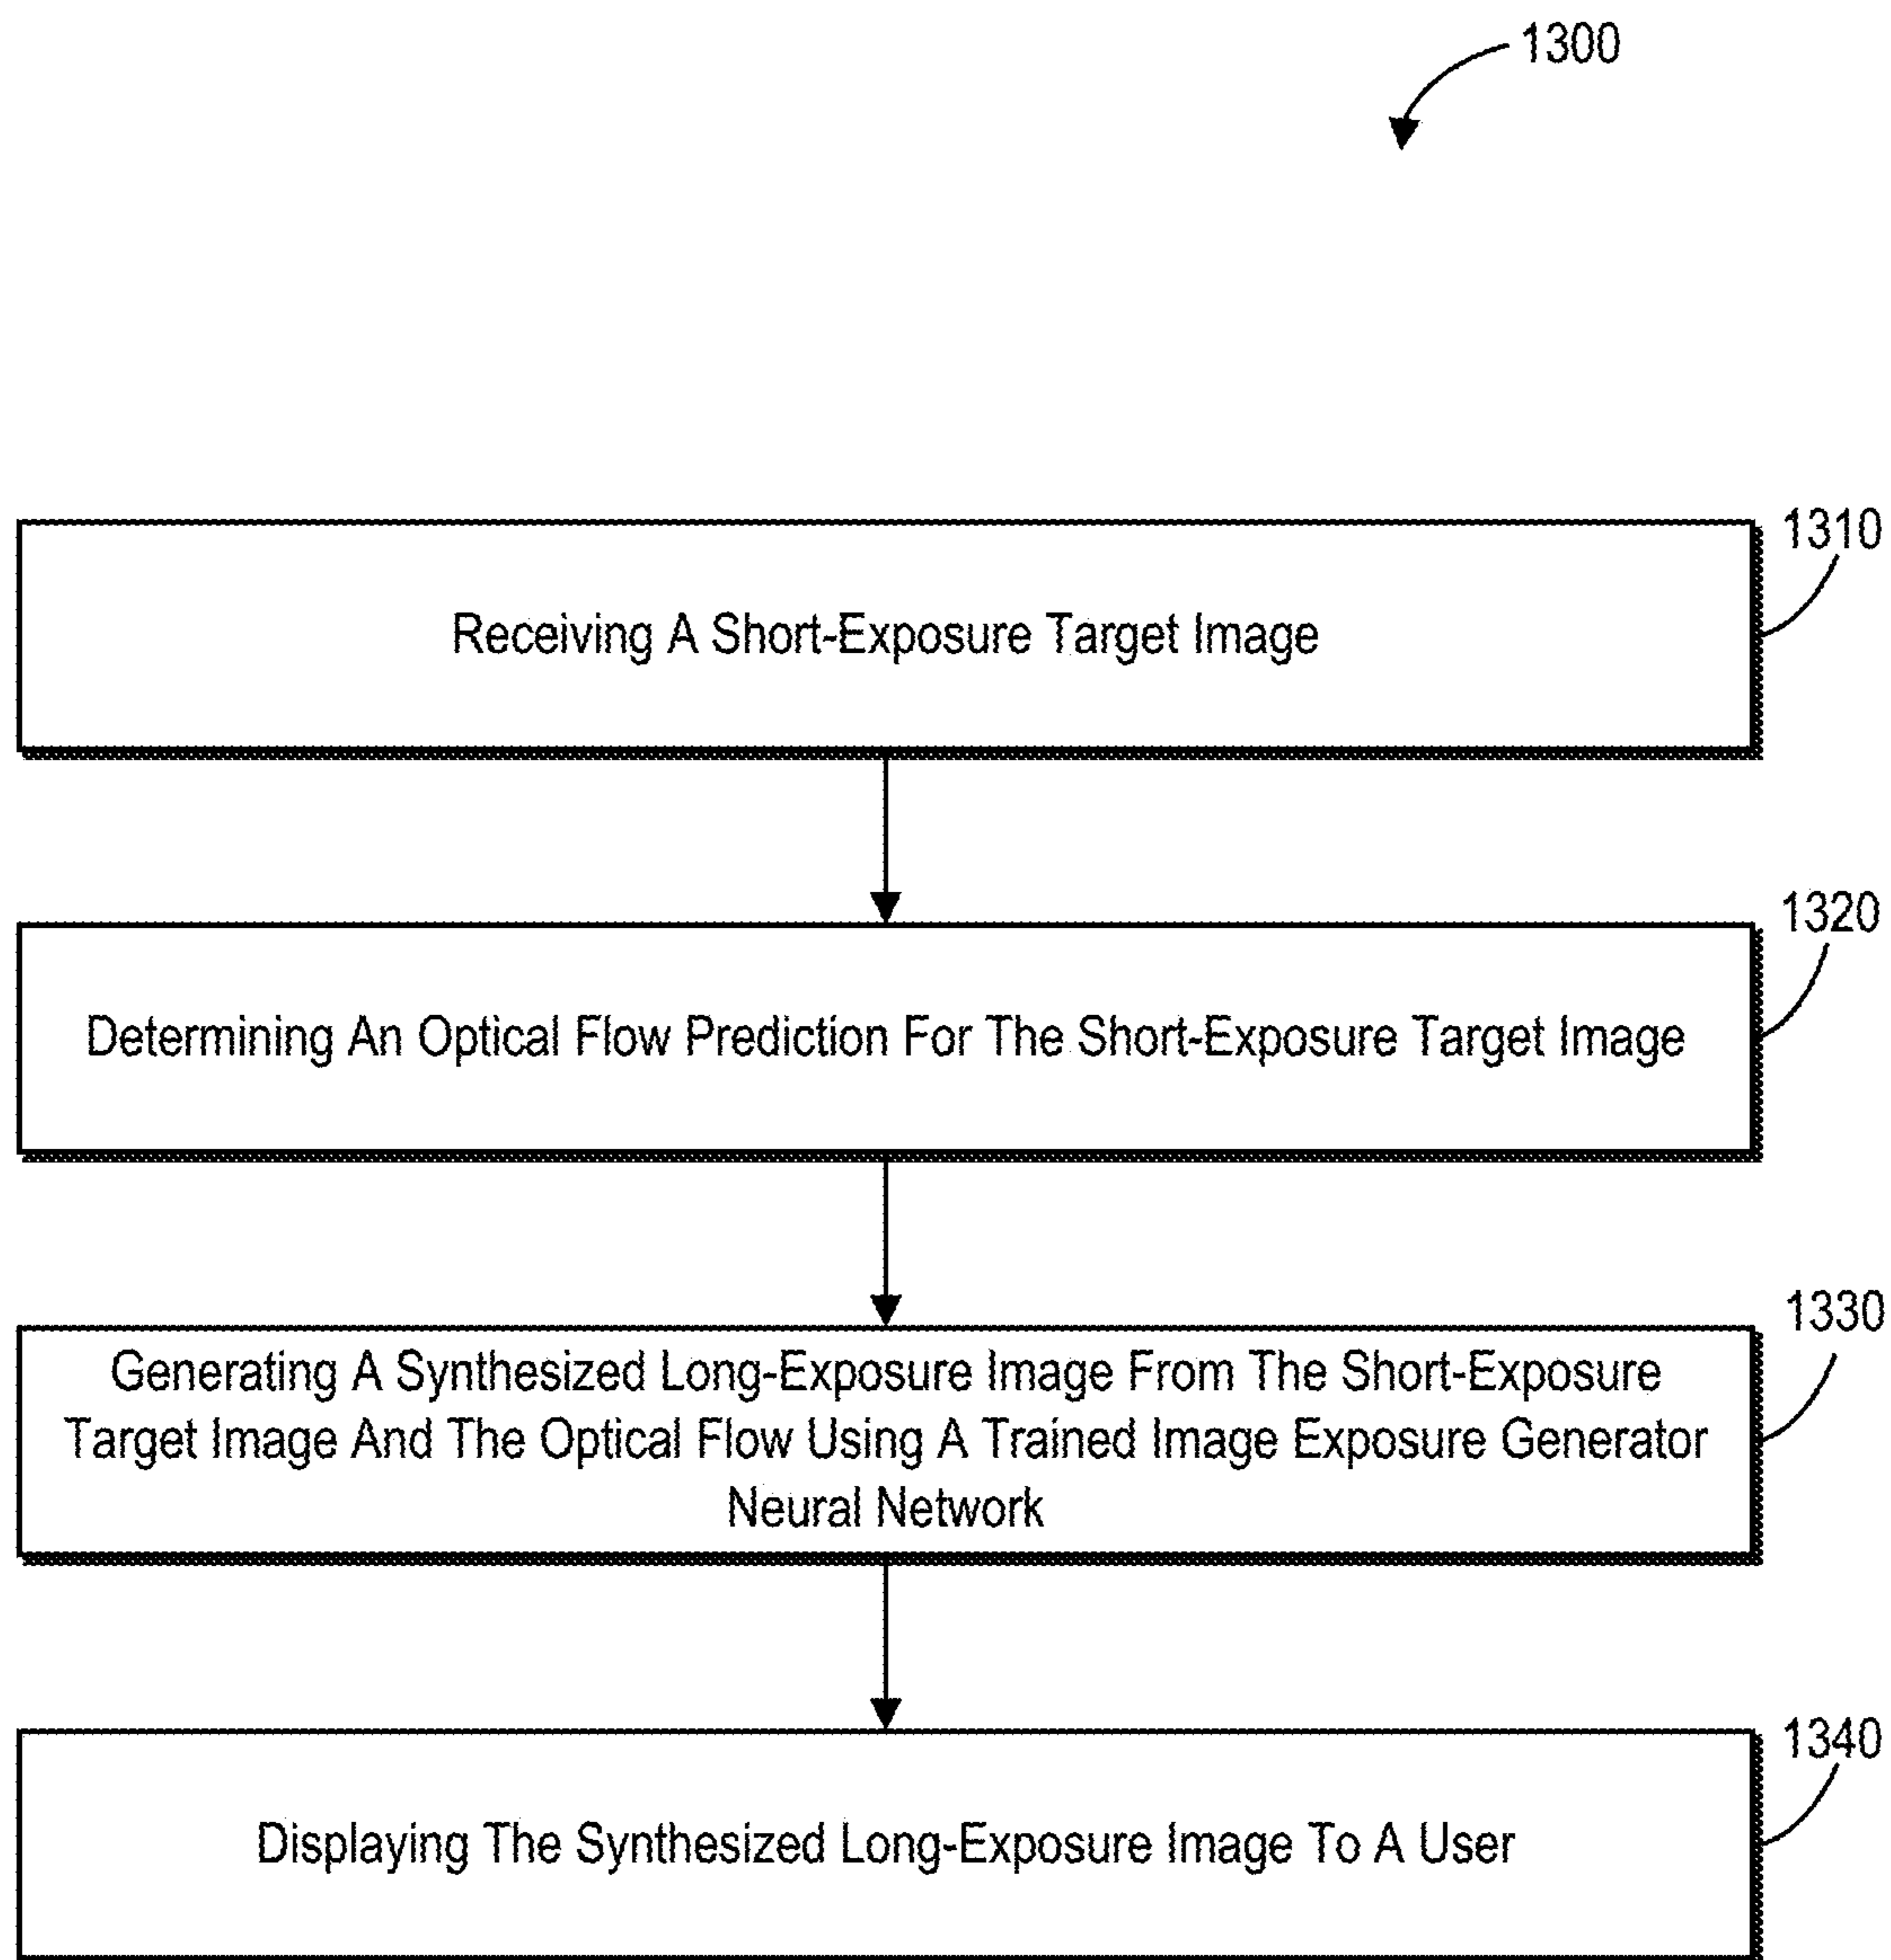 1300
1310
Receiving A Short-Exposure Target Image
1320
Determining An Optical Flow Prediction For The Short-Exposure Target Image
1330
Generating A Synthesized Long-Exposure Image From The Short-Exposure
Target Image And The Optical Flow Using A Trained Image Exposure Generator
Neural Network
1340
Displaying The Synthesized Long-Exposure Image To A User